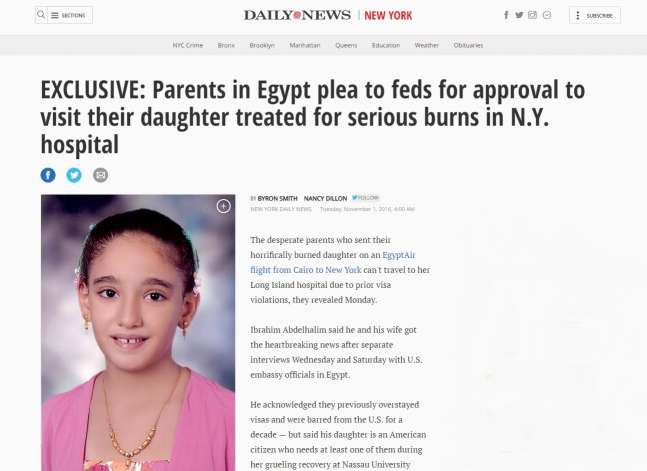 SECTIONS
DAILY NEWS | NEW YORK
SUBSCRIBE
NYC Crime Bronx Brooklyn Manhattan Queens Education Weather Obituaries
EXCLUSIVE: Parents in Egypt plea to feds for approval to
visit their daughter treated for serious burns in N.Y.
hospital
BY BYRON SMITH NANCY DILLON FOLLOW
NEW YORK DAILY NEWS Tuesday, November 1, 2016, 4:00 AM
The desperate parents who sent their
horrifically burned daughter on an EgyptAir
flight from Cairo to New York can't travel to her
Long Island hospital due to prior visa
violations, they revealed Monday.
Ibrahim Abdelhalim said he and his wife got
the heartbreaking news after separate
interviews Wednesday and Saturday with U.S.
embassy officials in Egypt.
He acknowledged they previously overstayed
visas and were barred from the U.S. for a
decade — but said his daughter is an American
citizen who needs at least one of them during
her grueling recovery at Nassau University